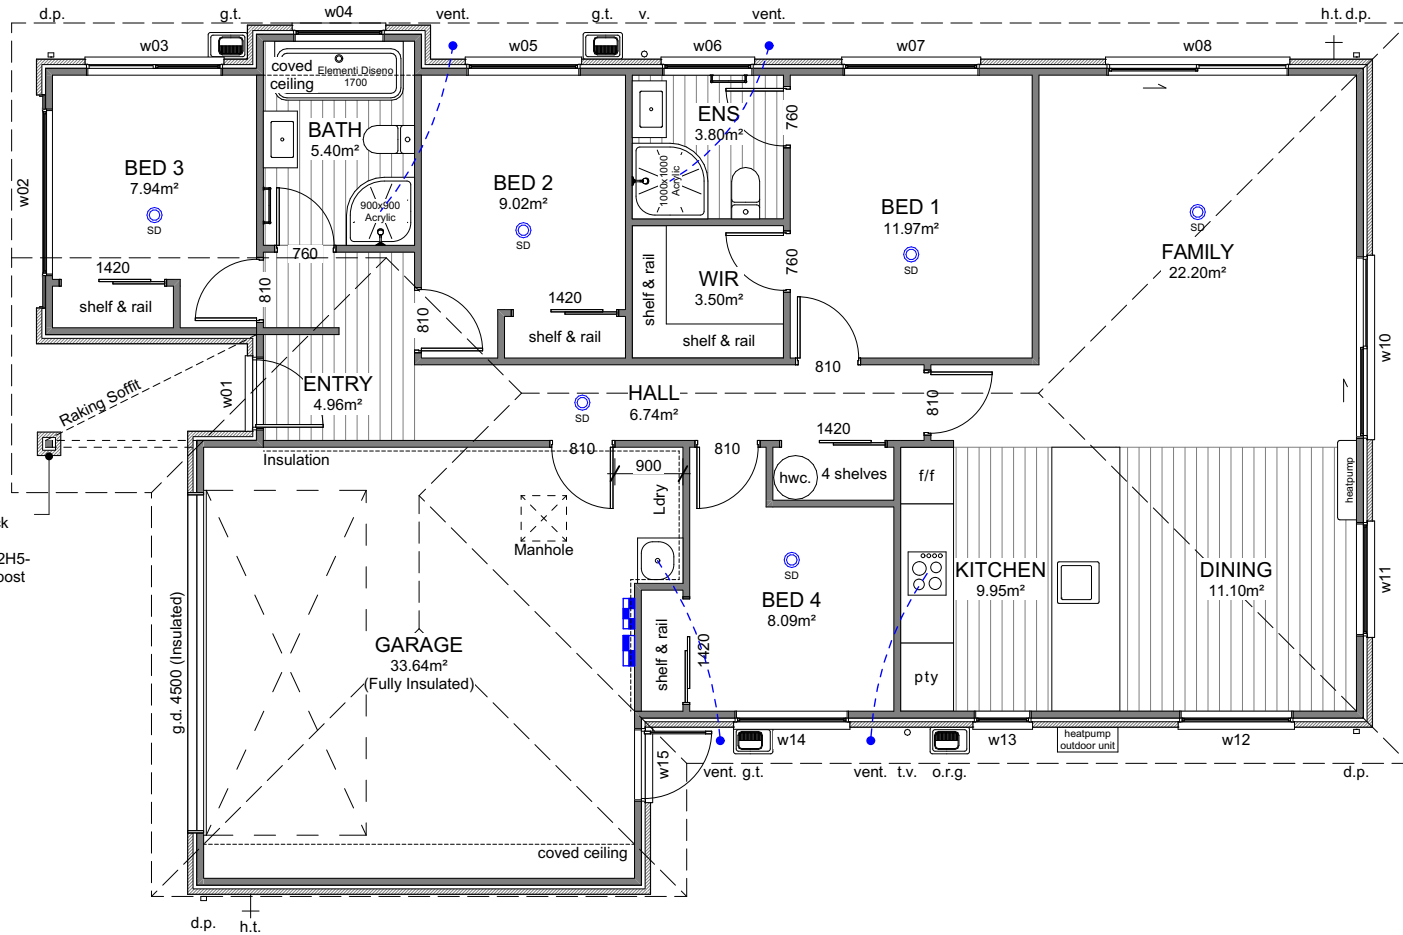 d.p.
g.t.
w04
vent.
g.t.
v.
vent.
h.t.
d.p.
w03
w05
w06
w07
w08
coved
ceiling
Elementi Diseno
1700
BATH
5.40m²
ENS
3.80m²
760
BED 3
7.94m²
SD
w02
900x900
Acrylic
BED 2
9.02m²
SD
1000x1000
Acrylic
BED 1
11.97m²
SD
FAMILY
22.20m²
SD
760
1420
shelf & rail
810
810
1420
shelf & rail
shelf & rail
WIR
3.50m²
760
shelf & rail
w10
Raking Soffit
w01
ENTRY
4.96m²
HALL
6.74m²
SD
810
810
1420
Insulation
810
900
810
hwc.
4 shelves
f/f
heatpump
Ldry
Manhole
ck
2H5-
post
SD
BED 4
8.09m²
KITCHEN
9.95m²
DINING
11.10m²
w11
g.d. 4500 (Insulated)
GARAGE
33.64m²
(Fully Insulated)
shelf & rail
1420
pty
w15
w14
w13
heatpump
outdoor unit
w12
vent.
g.t.
vent.
t.v.
o.r.g.
d.p.
coved ceiling
d.p.
h.t.